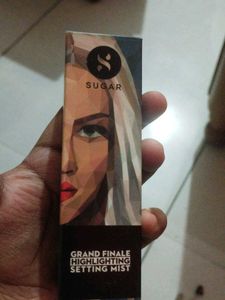 SUGAR
GRAND FINALE
HIGHLIGHTING
SETTING MIST